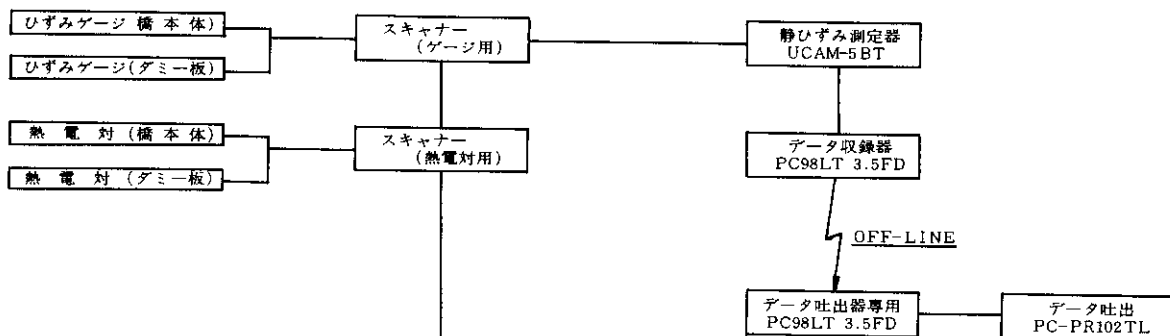 ひずみゲージ 橋本体)
ひずみゲージ(ダミー板)
熱電対(橋本体)
熱電対(ダミー板)
スキャナー
(ゲージ用)
スキャナー
(熱電対用)
静ひずみ測定器
UCAM-5BT
データ収録器
PC98LT 3.5FD
OFF-LINE
データ吐出器専用
PC98LT 3.5FD
データ吐出
PC-PR102TL